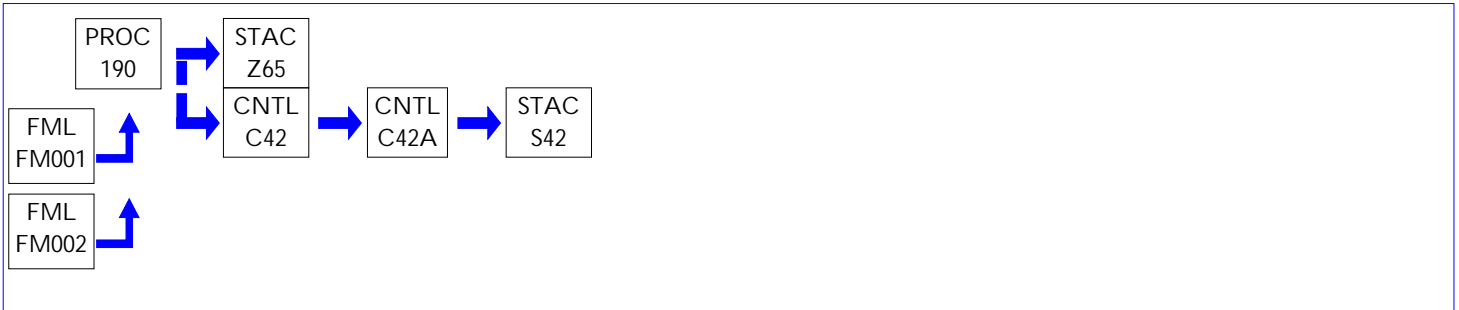 PROC
190
STAC
Z65
CNTL
C42
CNTL
C42A
STAC
S42
FML
FM001
FML
FM002